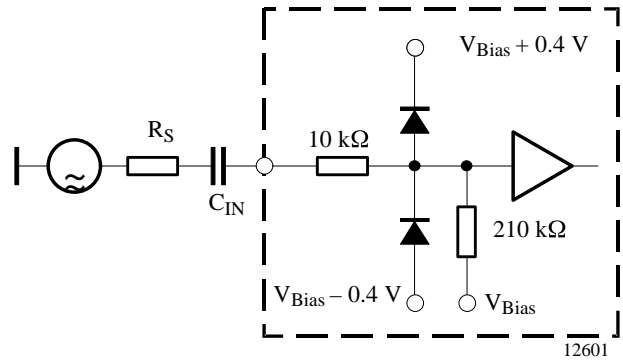 V_Bias + 0.4 V
R_S
10 kΩ
C_IN
210 kΩ
V_Bias – 0.4 V
V_Bias
12601